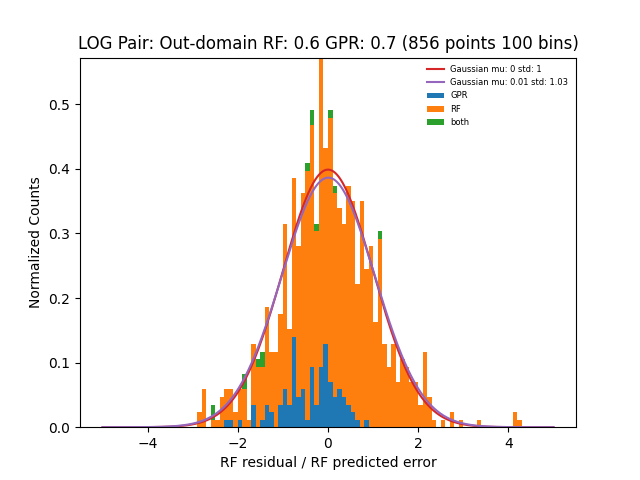 LOG Pair: Out-domain RF: 0.6 GPR: 0.7 (856 points 100 bins)
Gaussian mu: 0 std: 1
Gaussian mu: 0.01 std: 1.03
GPR
RF
both
Normalized Counts
0.5
0.4
0.3
0.2
0.1
0.0
−4 −2 0 2 4
RF residual / RF predicted error